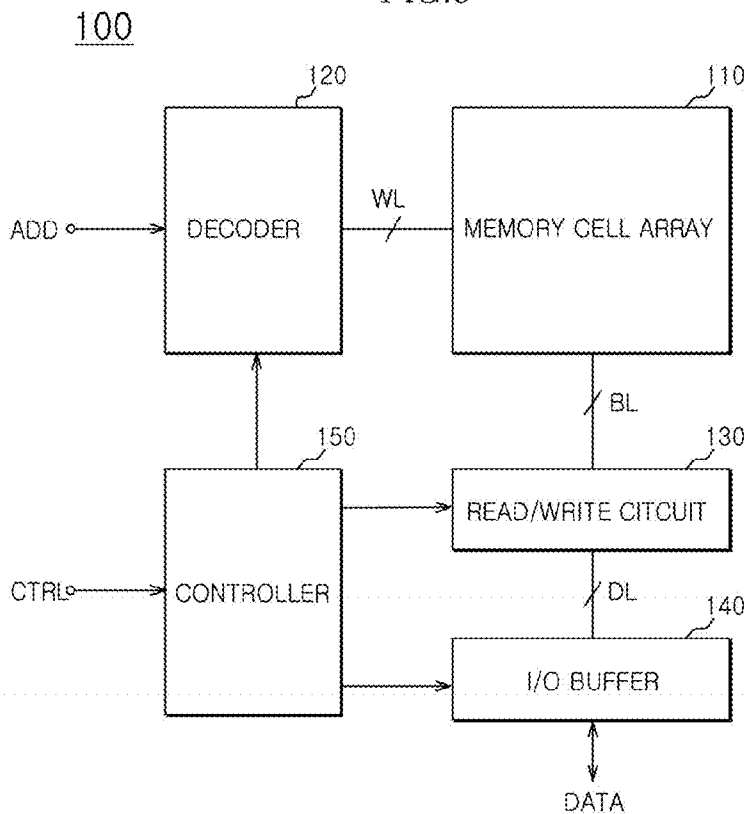 100
120
110
ADD
DECODER
WL
MEMORY CELL ARRAY
BL
150
130
READ/WRITE CITCUIT
CTRL
CONTROLLER
DL
140
I/O BUFFER
DATA